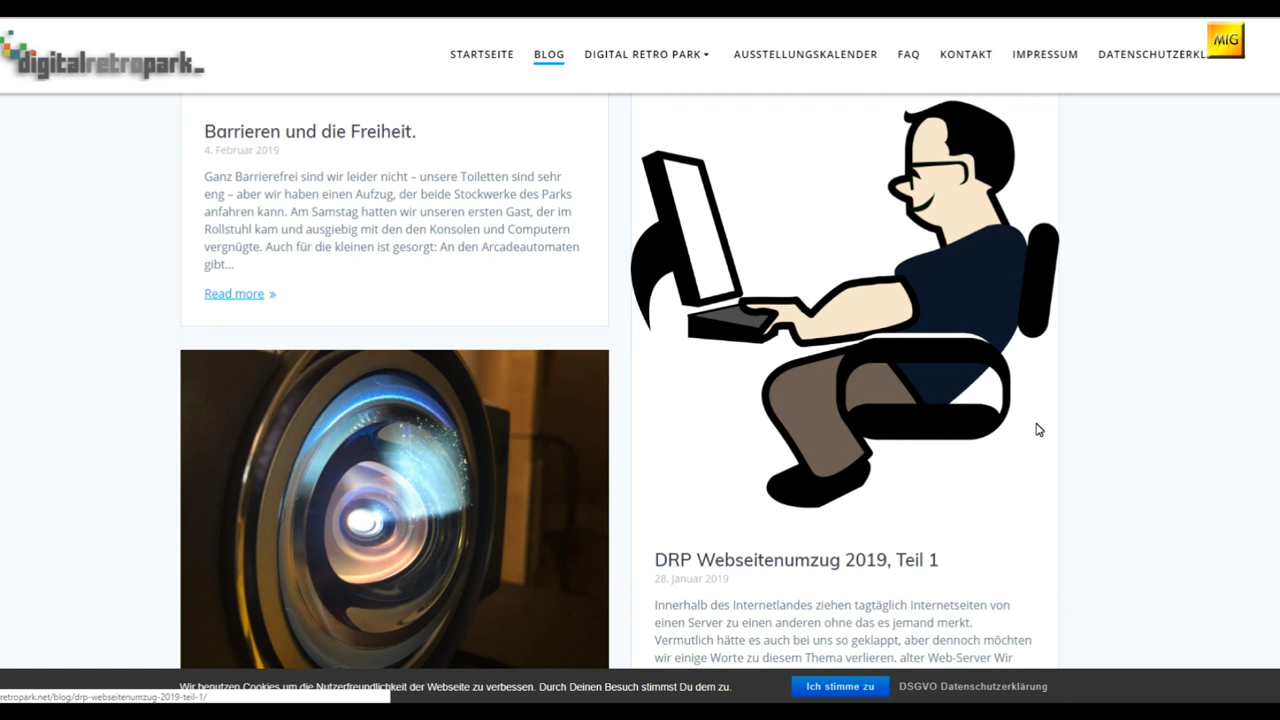 digitalretropark_
STARTSEITE BLOG DIGITAL RETRO PARK AUSSTELLUNGSKALENDER FAQ KONTAKT IMPRESSUM DATENSCHUTZERKL
MIG
Barrieren und die Freiheit.
4. Februar 2019
Ganz Barrierefrei sind wir leider nicht – unsere Toiletten sind sehr
eng – aber wir haben einen Aufzug, der beide Stockwerke des Parks
anfahren kann. Am Samstag hatten wir unseren ersten Gast, der im
Rollstuhl kam und ausgiebig mit den den Konsolen und Computern
vergnügte. Auch für die kleinen ist gesorgt: An den Arcadeautomaten
gibt...
Read more »
DRP Webseitenumzug 2019, Teil 1
28. Januar 2019
Innerhalb des Internetlandes ziehen tagtäglich Internetseiten von
einen Server zu einen anderen ohne das es jemand merkt.
Vermutlich hätte es auch bei uns so geklappt, aber dennoch möchten
wir einige Worte zu diesem Thema verlieren. alter Web-Server Wir
Wir benutzen Cookies um die Nutzerfreundlichkeit der Webseite zu verbessen. Durch Deinen Besuch stimmst Du dem zu.
Ich stimme zu DSGVO Datenschutzerklärung
retropark.net/blog/drp-webseitenumzug-2019-teil-1/